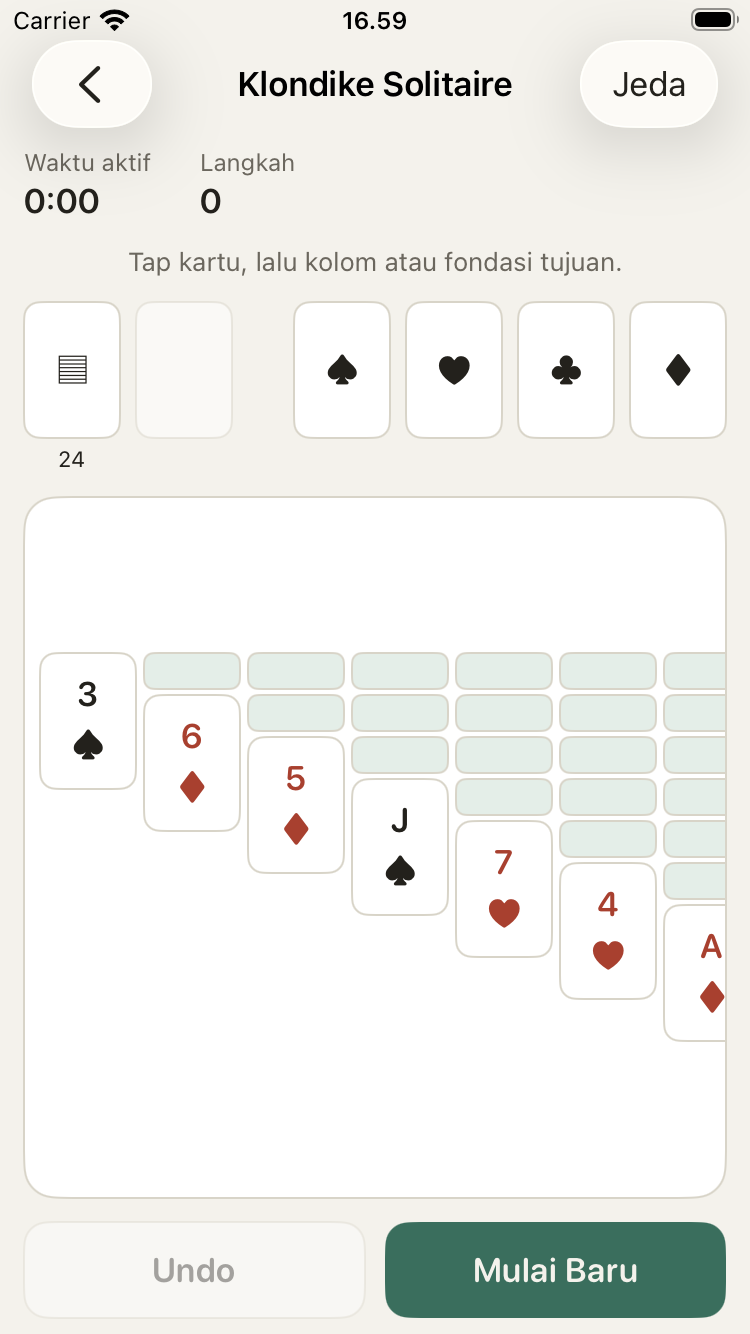 Carrier
16.59
Klondike Solitaire
Jeda
Waktu aktif
Langkah
0:00
0
Tap kartu, lalu kolom atau fondasi tujuan.
24
3
6
5
J
7
4
A
Undo
Mulai Baru